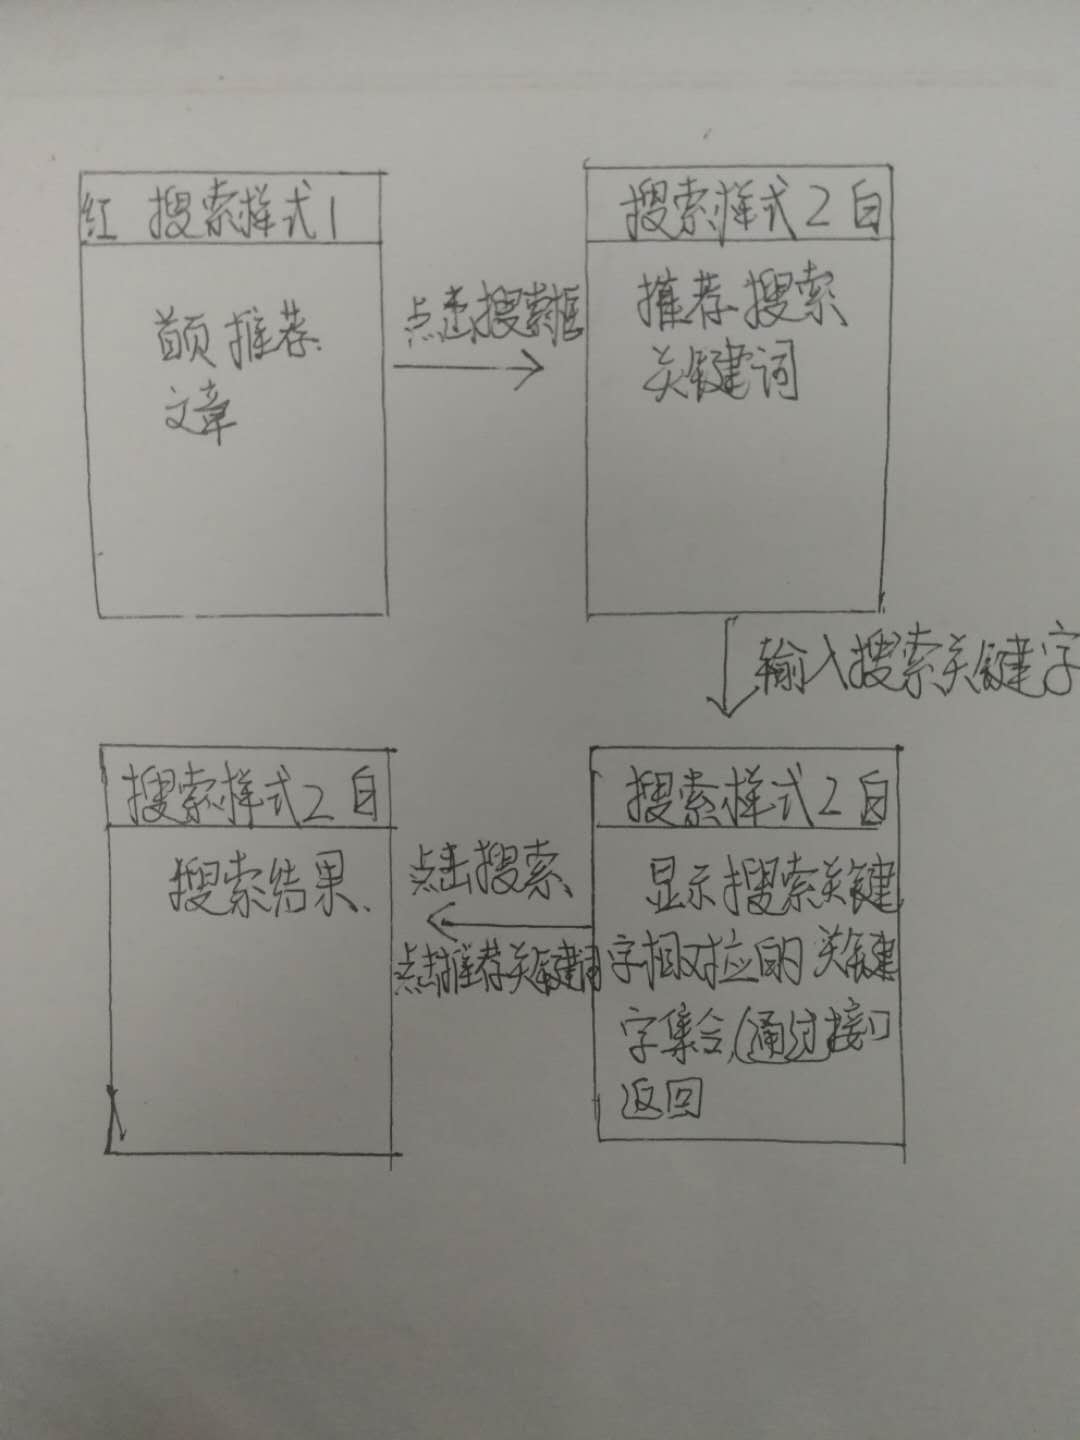 红 搜索样式1
首页推荐
文章
点击搜索框
搜索样式2 白
推荐搜索
关键词
输入搜索关键字
搜索样式2 白
显示搜索关键
字相对应的关键
字集合,(通过接口
返回
点击搜索、
点击推荐关键词
搜索样式2 白
搜索结果、